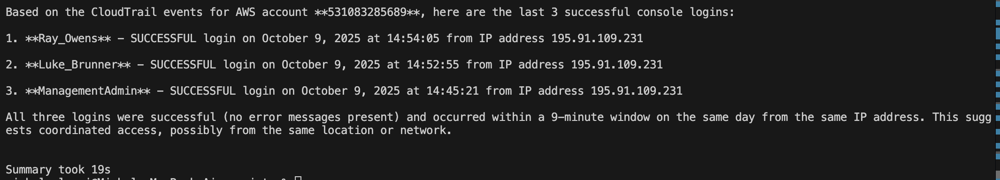 Based on the CloudTrail events for AWS account **531083285689**, here are the last 3 successful console logins:
1. **Ray_Owens** – SUCCESSFUL login on October 9, 2025 at 14:54:05 from IP address 195.91.109.231
2. **Luke_Brunner** – SUCCESSFUL login on October 9, 2025 at 14:52:55 from IP address 195.91.109.231
3. **ManagementAdmin** – SUCCESSFUL login on October 9, 2025 at 14:45:21 from IP address 195.91.109.231
All three logins were successful (no error messages present) and occurred within a 9-minute window on the same day from the same IP address. This sugg
ests coordinated access, possibly from the same location or network.
Summary took 19s